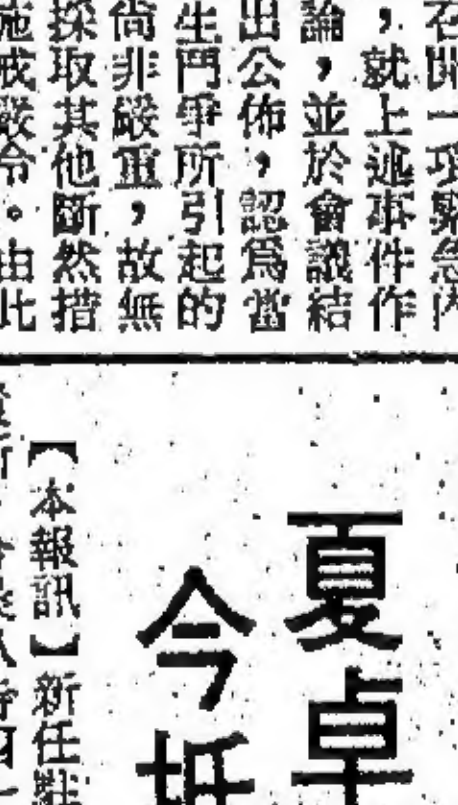 召開一項緊急內
，就上述事件作
論，並於會議結
出公佈，認爲當
生鬥爭所引起的
尚非嚴重，故無
採取其他斷然措
施戒嚴令。由此
夏卓
今抵
【本報訊】新任駐